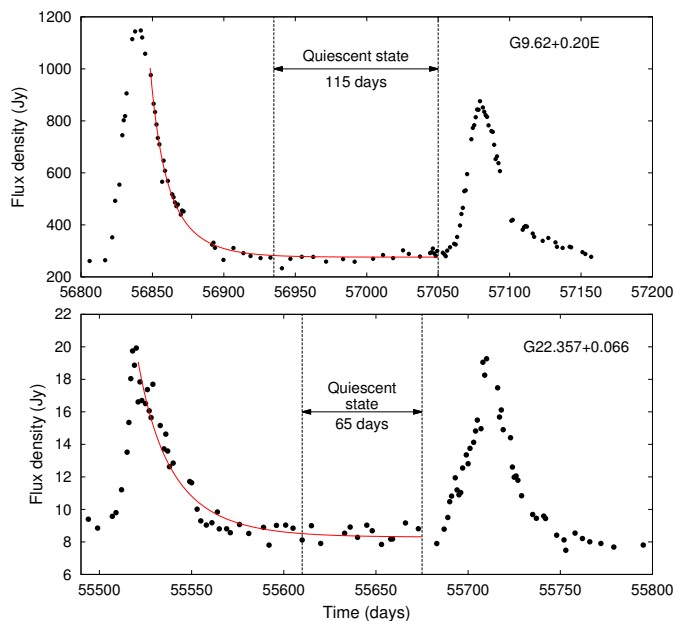 1200
1000
800
600
400
200
Flux density (Jy)
G9.62+0.20E
Quiescent state
115 days
56800 56850 56900 56950 57000 57050 57100 57150 57200
22
20
18
16
14
12
10
8
6
Flux density (Jy)
G22.357+0.066
Quiescent
state
65 days
55500 55550 55600 55650 55700 55750 55800
Time (days)